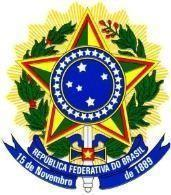 REPUBLICA FEDERATIVA DO BRASIL
15 de Novembro
de 1889